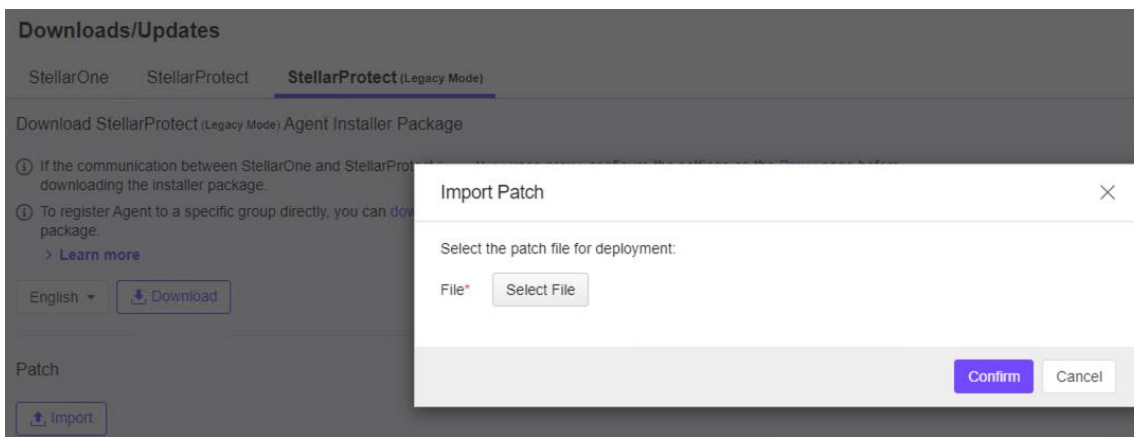 Downloads/Updates
StellarOne StellarProtect StellarProtect (Legacy Mode)
Download StellarProtect (Legacy Mode) Agent Installer Package
If the communication between StellarOne and StellarProtect
downloading the installer package.
To register Agent to a specific group directly, you can dow
package.
> Learn more
English Download
Patch
Import
Import Patch
Select the patch file for deployment:
File* Select File
Confirm Cancel